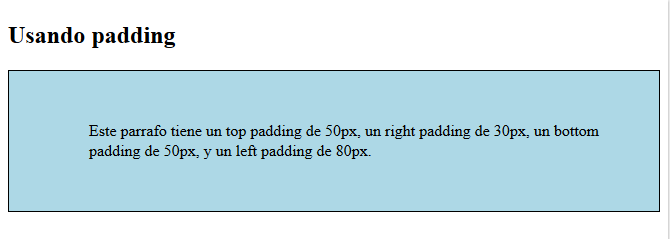 Usando padding
Este parrafo tiene un top padding de 50px, un right padding de 30px, un bottom
padding de 50px, y un left padding de 80px.